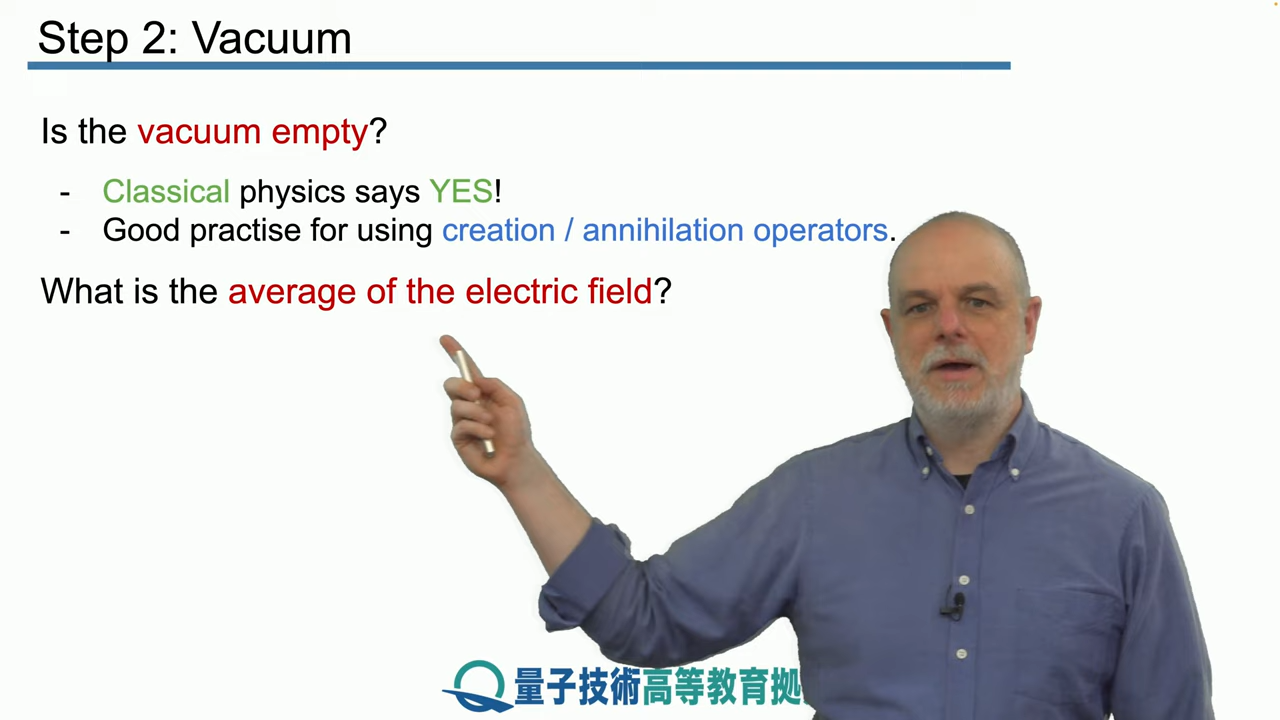 Step 2: Vacuum
Is the vacuum empty?
- Classical physics says YES!
- Good practise for using creation / annihilation operators.
What is the average of the electric field?
量子技術高等教育拠